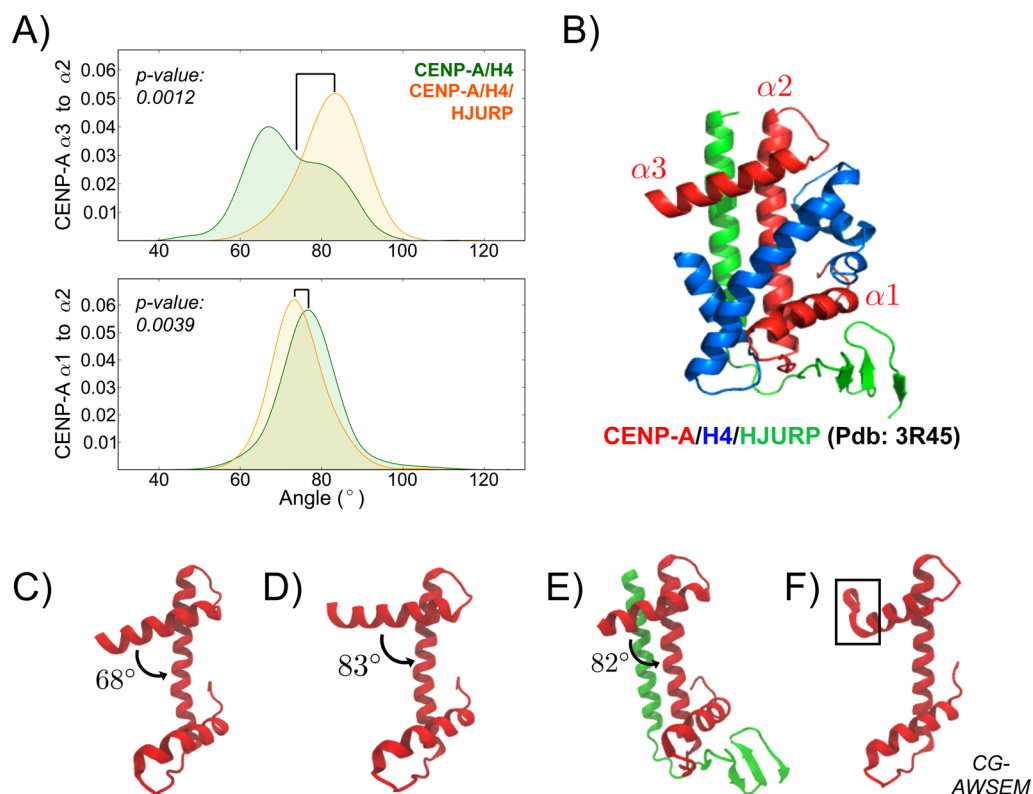 A)
CENP-A α3 to α2
0.06
0.05
0.04
0.03
0.02
0.01
p-value:
0.0012
CENP-A/H4
CENP-A/H4/
HJURP
40 60 80 100 120
CENP-A α1 to α2
0.06
0.05
0.04
0.03
0.02
0.01
p-value:
0.0039
40 60 80 100 120
Angle (°)
B)
α2
α3
α1
CENP-A/H4/HJURP (Pdb: 3R45)
C)
68°
D)
83°
E)
82°
F)
CG-
AWSEM